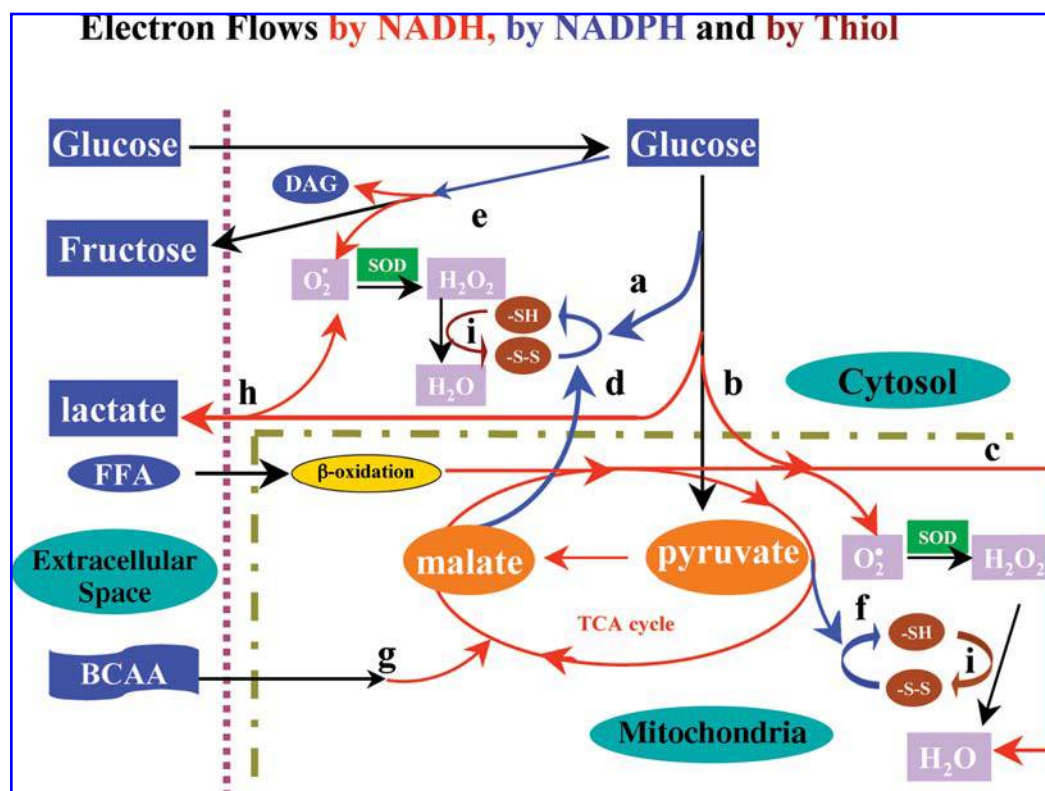 Electron Flows by NADH, by NADPH and by Thiol
Glucose
Glucose
DAG
e
Fructose
O₂•
SOD
H₂O₂
a
-SH
i
-S-S
H₂O
d
b
Cytosol
h
lactate
c
FFA
β-oxidation
malate
pyruvate
O₂•
SOD
H₂O₂
Extracellular
Space
TCA cycle
f
-SH
i
-S-S
BCAA
g
Mitochondria
H₂O